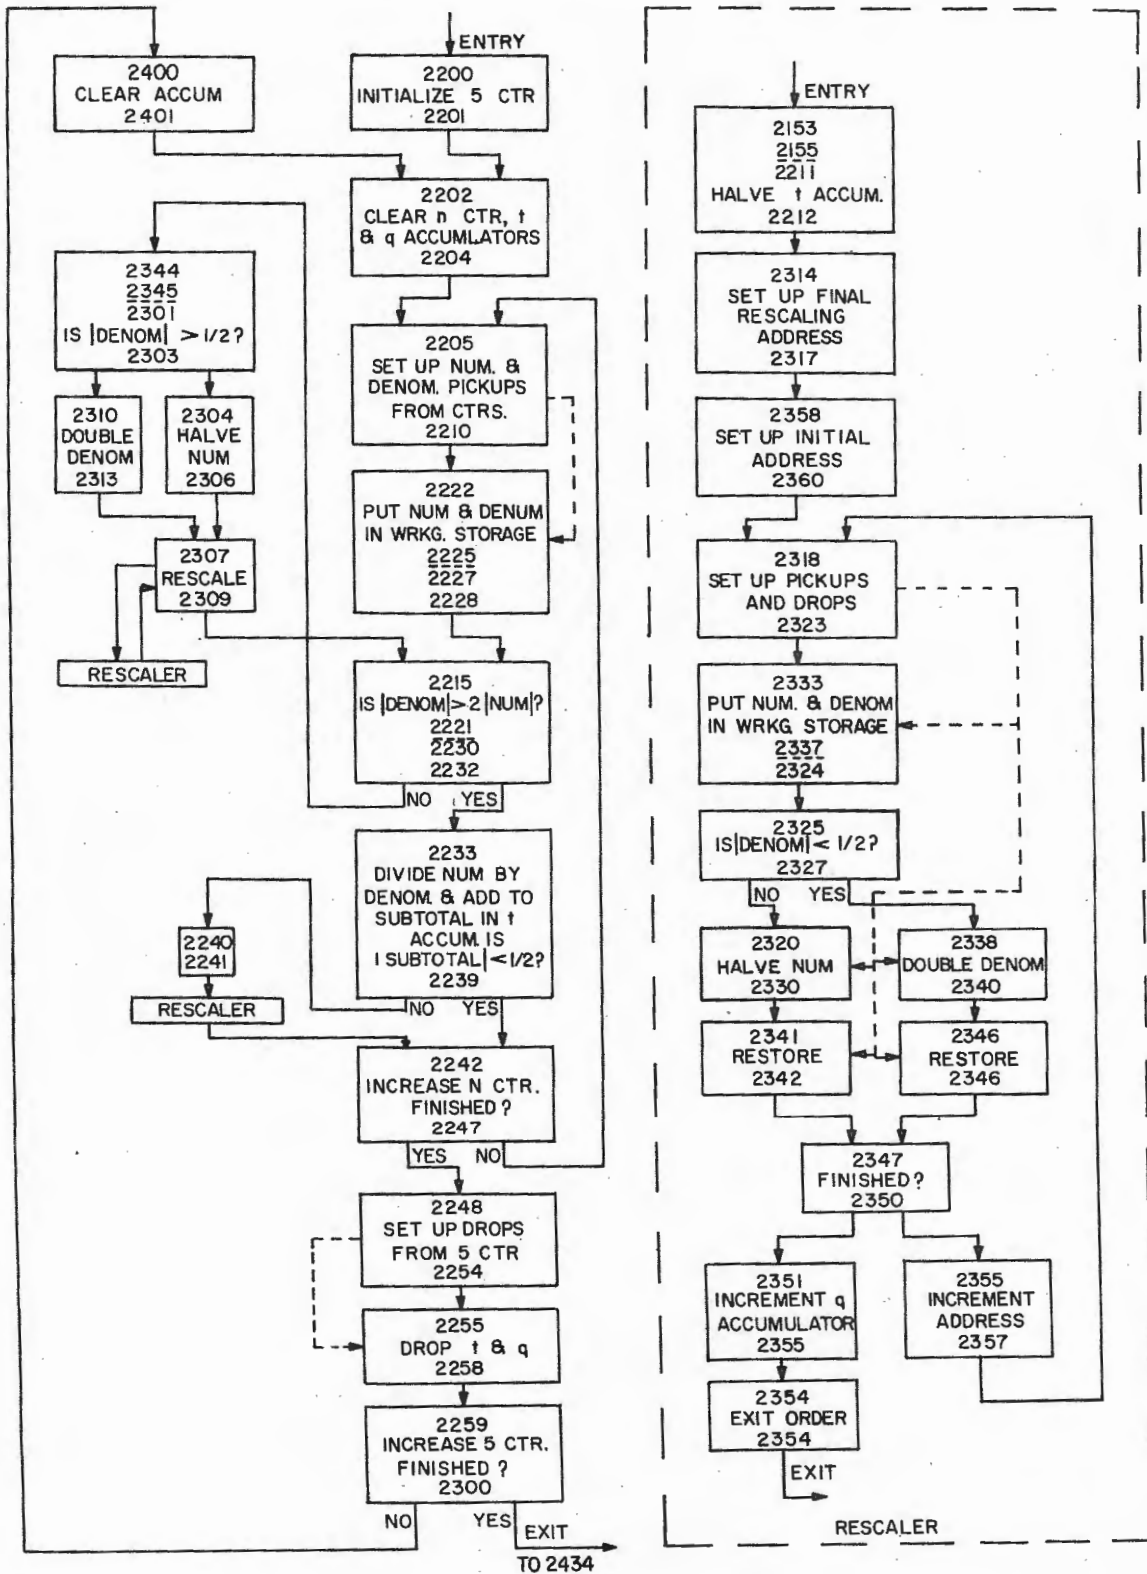 ENTRY
2400
CLEAR ACCUM
2401
2200
INITIALIZE 5 CTR
2201
2202
CLEAR n CTR, t
& q ACCUMLATORS
2204
2344
2345
2301
IS |DENOM| > 1/2?
2303
2205
SET UP NUM. &
DENOM. PICKUPS
FROM CTRS.
2210
2310
DOUBLE
DENOM
2313
2304
HALVE
NUM
2306
2222
PUT NUM & DENUM
IN WRKG. STORAGE
2225
2227
2228
2307
RESCALE
2309
RESCALER
2215
IS |DENOM| > 2 |NUM|?
2221
2230
2232
NO YES
2233
DIVIDE NUM BY
DENOM. & ADD TO
SUBTOTAL IN t
ACCUM. IS
I SUBTOTAL| < 1/2?
2239
NO YES
2240
2241
RESCALER
2242
INCREASE N CTR.
FINISHED?
2247
YES NO
2248
SET UP DROPS
FROM 5 CTR
2254
2255
DROP t & q
2258
2259
INCREASE 5 CTR.
FINISHED?
2300
NO YES
EXIT
TO 2434
ENTRY
2153
2155
2211
HALVE t ACCUM.
2212
2314
SET UP FINAL
RESCALING
ADDRESS
2317
2358
SET UP INITIAL
ADDRESS
2360
2318
SET UP PICKUPS
AND DROPS
2323
2333
PUT NUM. & DENOM
IN WRKG. STORAGE
2337
2324
2325
IS|DENOM| < 1/2?
2327
NO YES
2320
HALVE NUM
2330
2338
DOUBLE DENOM
2340
2341
RESTORE
2342
2346
RESTORE
2346
2347
FINISHED?
2350
2351
INCREMENT q
ACCUMULATOR
2355
2355
INCREMENT
ADDRESS
2357
2354
EXIT ORDER
2354
EXIT
RESCALER